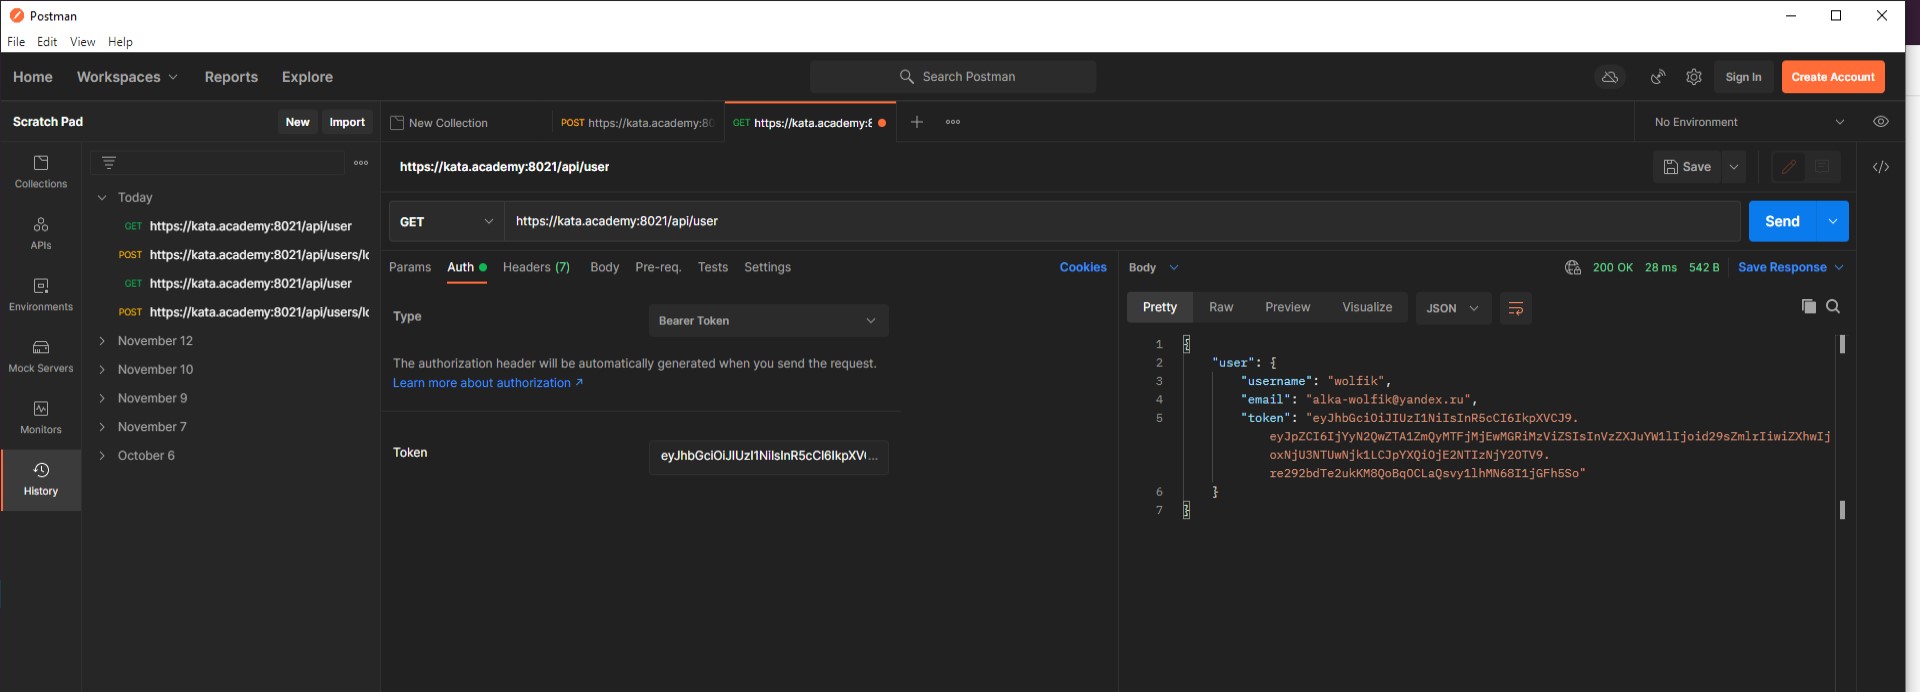 Postman
File Edit View Help
Home Workspaces Reports Explore Search Postman Sign In Create Account
Scratch Pad New Import New Collection POST https://kata.academy:80 GET https://kata.academy:8 No Environment
https://kata.academy:8021/api/user Save
Collections
Today
GET https://kata.academy:8021/api/user
POST https://kata.academy:8021/api/users/lo
GET https://kata.academy:8021/api/user
POST https://kata.academy:8021/api/users/lo
November 12
November 10
November 9
November 7
October 6
APIs
Environments
Mock Servers
Monitors
History
GET https://kata.academy:8021/api/user Send
Params Auth Headers (7) Body Pre-req. Tests Settings Cookies
Type Bearer Token
The authorization header will be automatically generated when you send the request.
Learn more about authorization ↗
Token eyJhbGciOiJIUzI1NiIsInR5cCI6IkpXV(...
Body 200 OK 28 ms 542 B Save Response
Pretty Raw Preview Visualize JSON
1 {
2 "user": {
3 "username": "wolfik",
4 "email": "alka-wolfik@yandex.ru",
5 "token": "eyJhbGciOiJIUzI1NiIsInR5cCI6IkpXVCJ9.
eyJpZCI6IjYyN2QwZTA1ZmQyMTFjMjEwMGRiMzViZSIsInVzZXJuYW1lIjoid29sZmlrIiwiZXhwIj
oxNjU3NTUwNjk1LCJpYXQiOjE2NTIzNjY2OTV9.
re292bdTe2ukKM8QoBqOCLaQsvy1lhMN68I1jGFh5So"
6 }
7 }